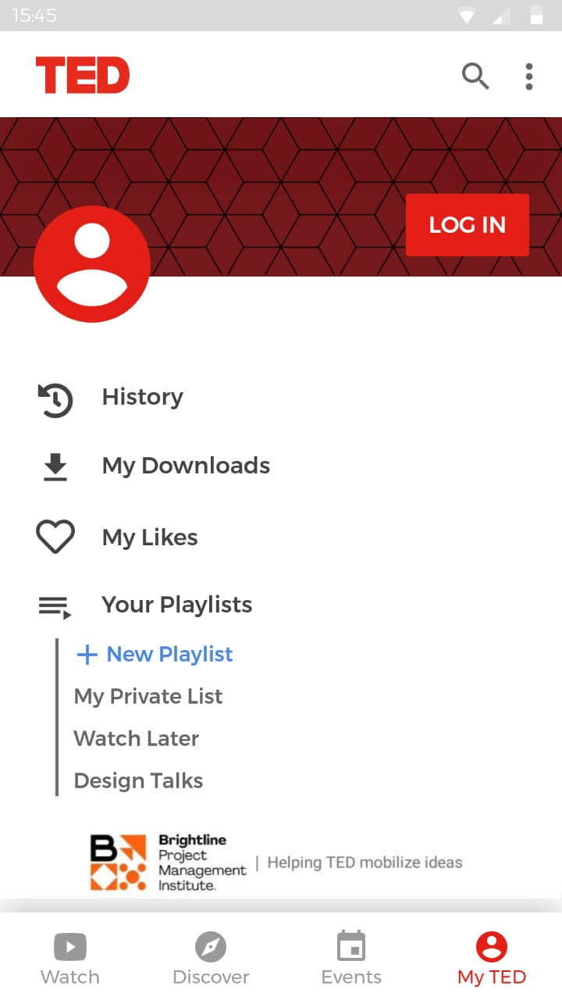 15:45
TED
LOG IN
History
My Downloads
My Likes
Your Playlists
+ New Playlist
My Private List
Watch Later
Design Talks
B
Brightline
Project
Management
Institute.
| Helping TED mobilize ideas
Watch
Discover
Events
My TED